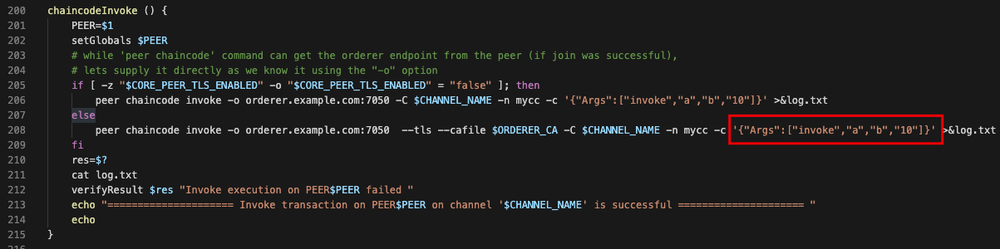 200 chaincodeInvoke () {
201 PEER=$1
202 setGlobals $PEER
203 # while 'peer chaincode' command can get the orderer endpoint from the peer (if join was successful),
204 # lets supply it directly as we know it using the "-o" option
205 if [ -z "$CORE_PEER_TLS_ENABLED" -o "$CORE_PEER_TLS_ENABLED" = "false" ]; then
206 peer chaincode invoke -o orderer.example.com:7050 -C $CHANNEL_NAME -n mycc -c '{"Args":["invoke","a","b","10"]}' >&log.txt
207 else
208 peer chaincode invoke -o orderer.example.com:7050  --tls --cafile $ORDERER_CA -C $CHANNEL_NAME -n mycc -c '{"Args":["invoke","a","b","10"]}' >&log.txt
209 fi
210 res=$?
211 cat log.txt
212 verifyResult $res "Invoke execution on PEER$PEER failed "
213 echo "===================== Invoke transaction on PEER$PEER on channel '$CHANNEL_NAME' is successful ===================== "
214 echo
215 }
216